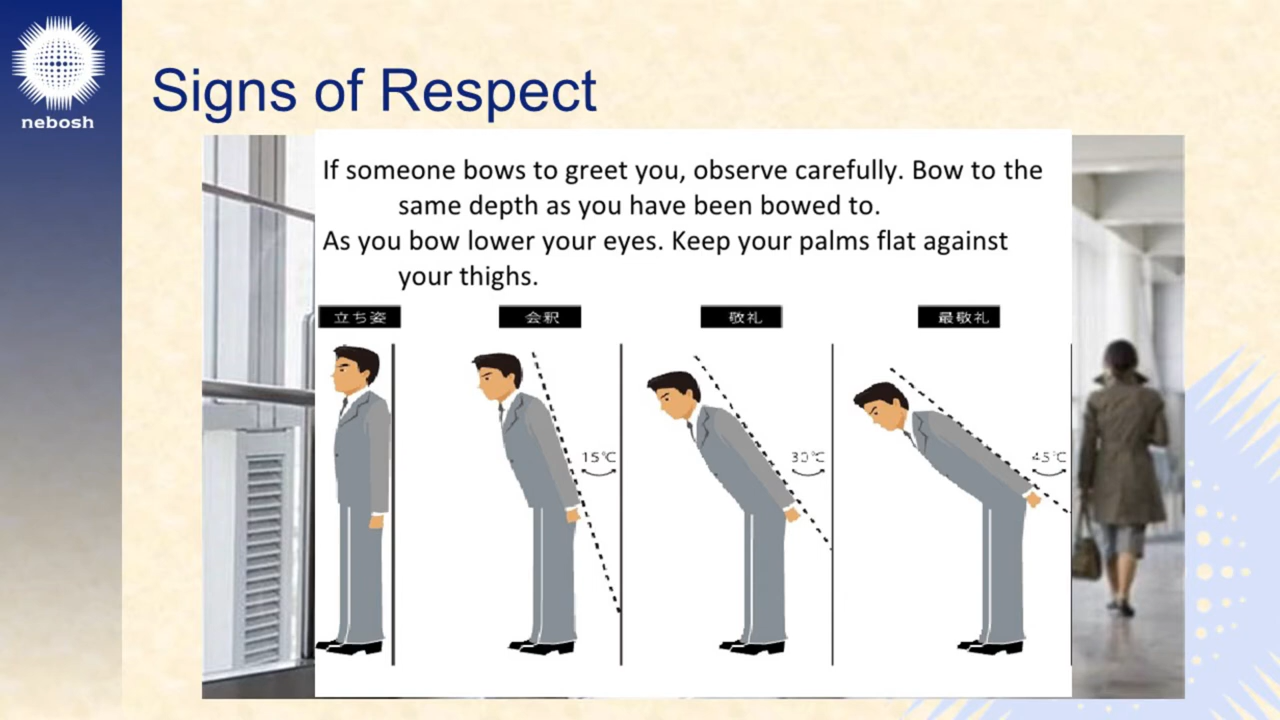 nebosh
Signs of Respect
If someone bows to greet you, observe carefully. Bow to the
same depth as you have been bowed to.
As you bow lower your eyes. Keep your palms flat against
your thighs.
立ち姿
会釈
敬礼
最敬礼
15℃
30℃
45℃